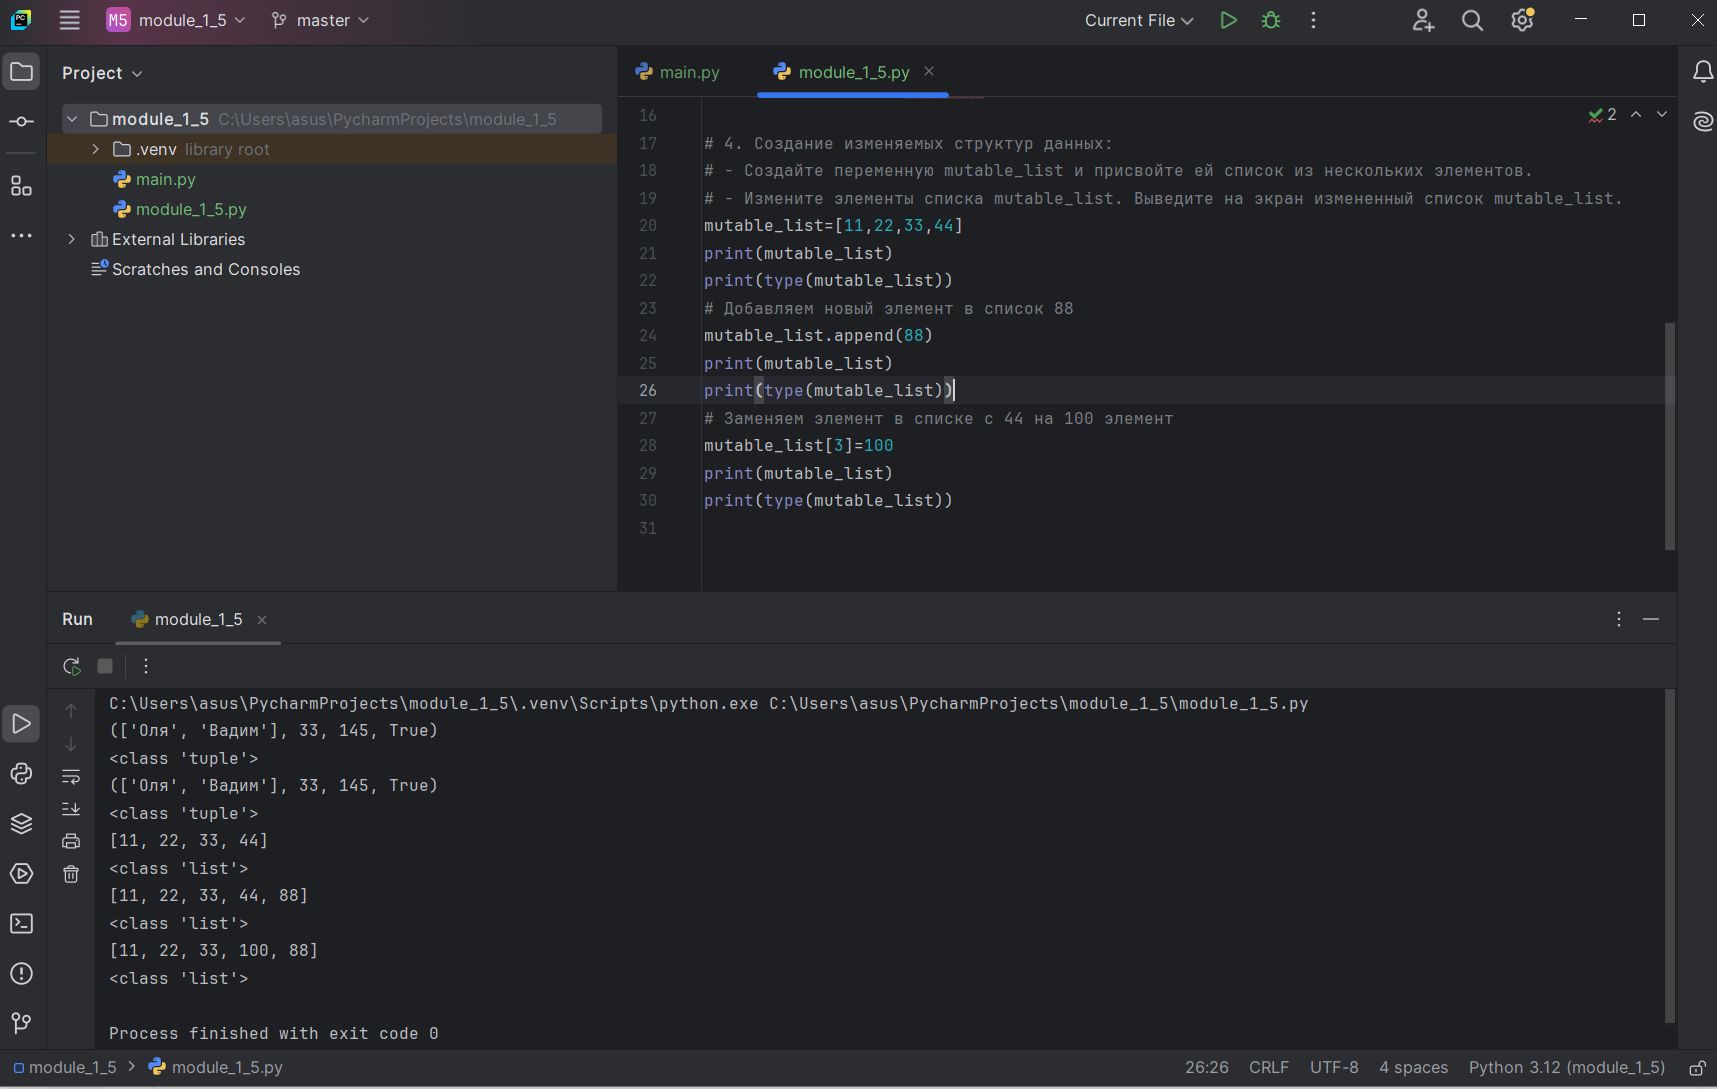 M5 module_1_5 master Current File
Project
module_1_5 C:\Users\asus\PycharmProjects\module_1_5
.venv library root
main.py
module_1_5.py
External Libraries
Scratches and Consoles
main.py module_1_5.py
2
16
17 # 4. Создание изменяемых структур данных:
18 # - Создайте переменную mutable_list и присвойте ей список из нескольких элементов.
19 # - Измените элементы списка mutable_list. Выведите на экран измененный список mutable_list.
20 mutable_list=[11,22,33,44]
21 print(mutable_list)
22 print(type(mutable_list))
23 # Добавляем новый элемент в список 88
24 mutable_list.append(88)
25 print(mutable_list)
26 print(type(mutable_list))
27 # Заменяем элемент в списке с 44 на 100 элемент
28 mutable_list[3]=100
29 print(mutable_list)
30 print(type(mutable_list))
31
Run module_1_5
C:\Users\asus\PycharmProjects\module_1_5\.venv\Scripts\python.exe C:\Users\asus\PycharmProjects\module_1_5\module_1_5.py
(['Оля', 'Вадим'], 33, 145, True)
<class 'tuple'>
(['Оля', 'Вадим'], 33, 145, True)
<class 'tuple'>
[11, 22, 33, 44]
<class 'list'>
[11, 22, 33, 44, 88]
<class 'list'>
[11, 22, 33, 100, 88]
<class 'list'>
Process finished with exit code 0
module_1_5 module_1_5.py 26:26 CRLF UTF-8 4 spaces Python 3.12 (module_1_5)